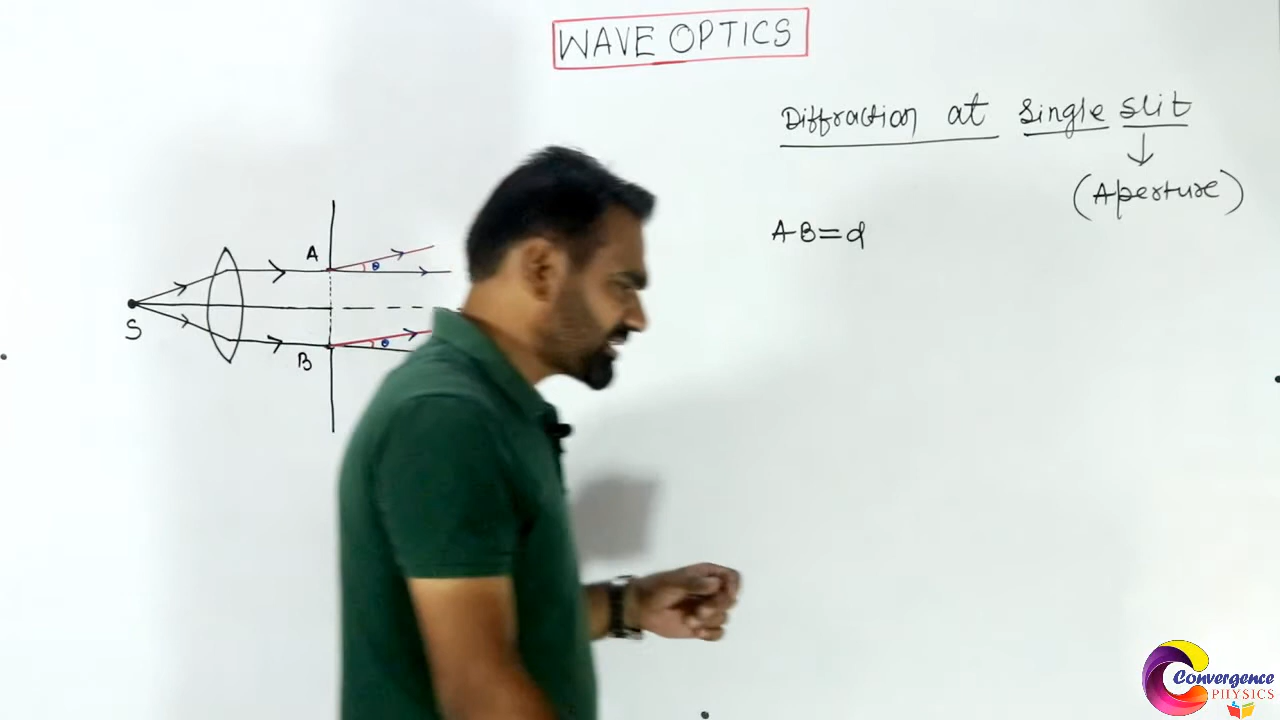 WAVE OPTICS
Diffraction at single slit
(Aperture)
AB=d
A
θ
S
θ
B
Convergence
PHYSICS